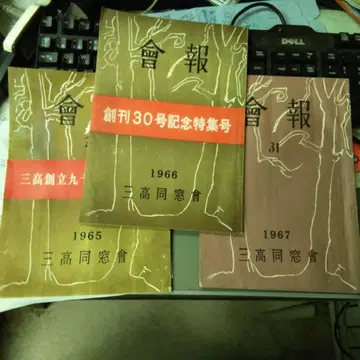 會報
創刊30号記念特集号
1966
三高同窓會
會
三高創立九十
1965
三高同窓會
會報
31
1967
三高同窓會
DELL